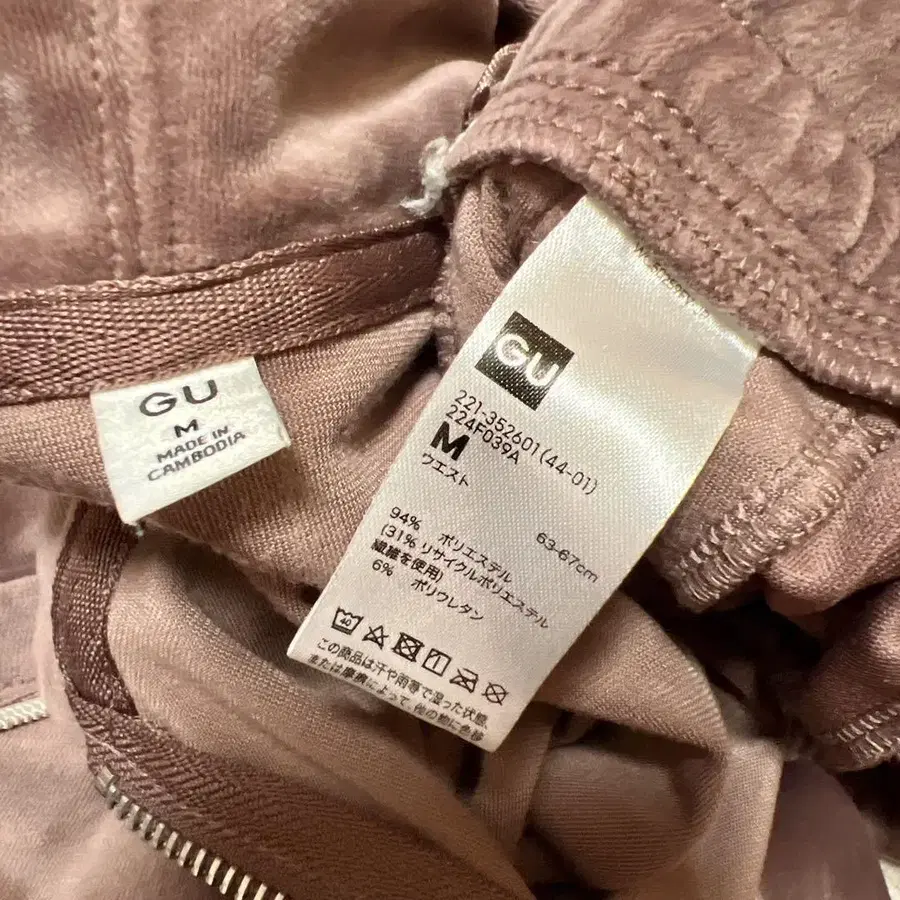 GU
M
MADE IN
CAMBODIA
GU
221-352601(44-01)
224F039A
M
ウエスト 63-67cm
94% ポリエステル
(31% リサイクルポリエステル
繊維を使用)
6% ポリウレタン
40
この商品は汗や雨等で湿った状態、
または摩擦によって、他の物に色移